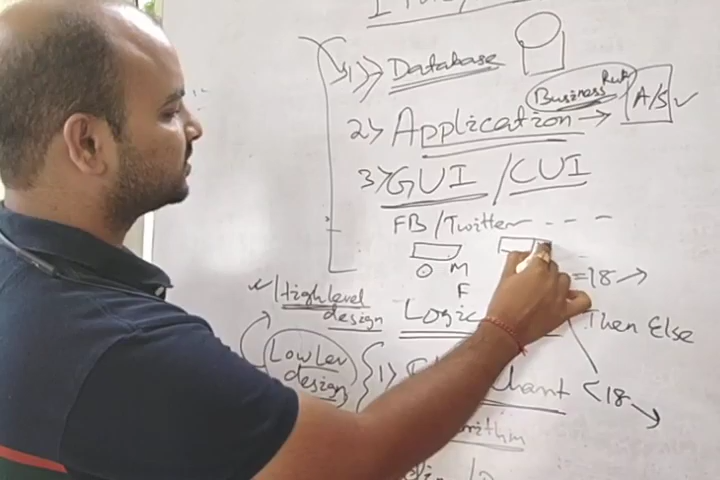 1) Database
Business Rule
2) Application → A/S ✓
3) GUI / CUI
FB / Twitter - - -
M
F
=18 →
✓ High level
design
Logic
Then Else
Low Lev
design
1)
<18 →